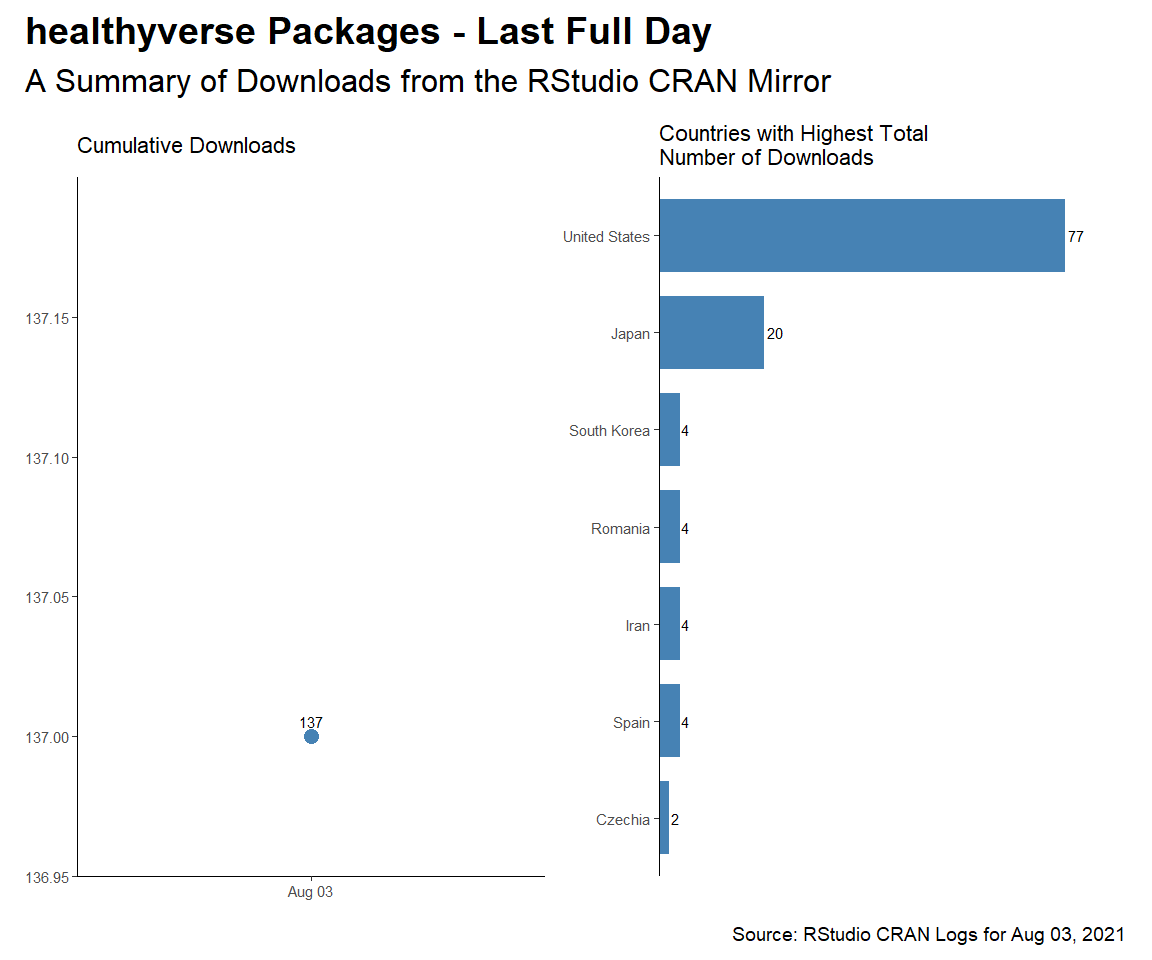 healthyverse Packages - Last Full Day
A Summary of Downloads from the RStudio CRAN Mirror
Cumulative Downloads
137.15
137.10
137.05
137.00
136.95
137
Aug 03
Countries with Highest Total
Number of Downloads
United States 77
Japan 20
South Korea 4
Romania 4
Iran 4
Spain 4
Czechia 2
Source: RStudio CRAN Logs for Aug 03, 2021